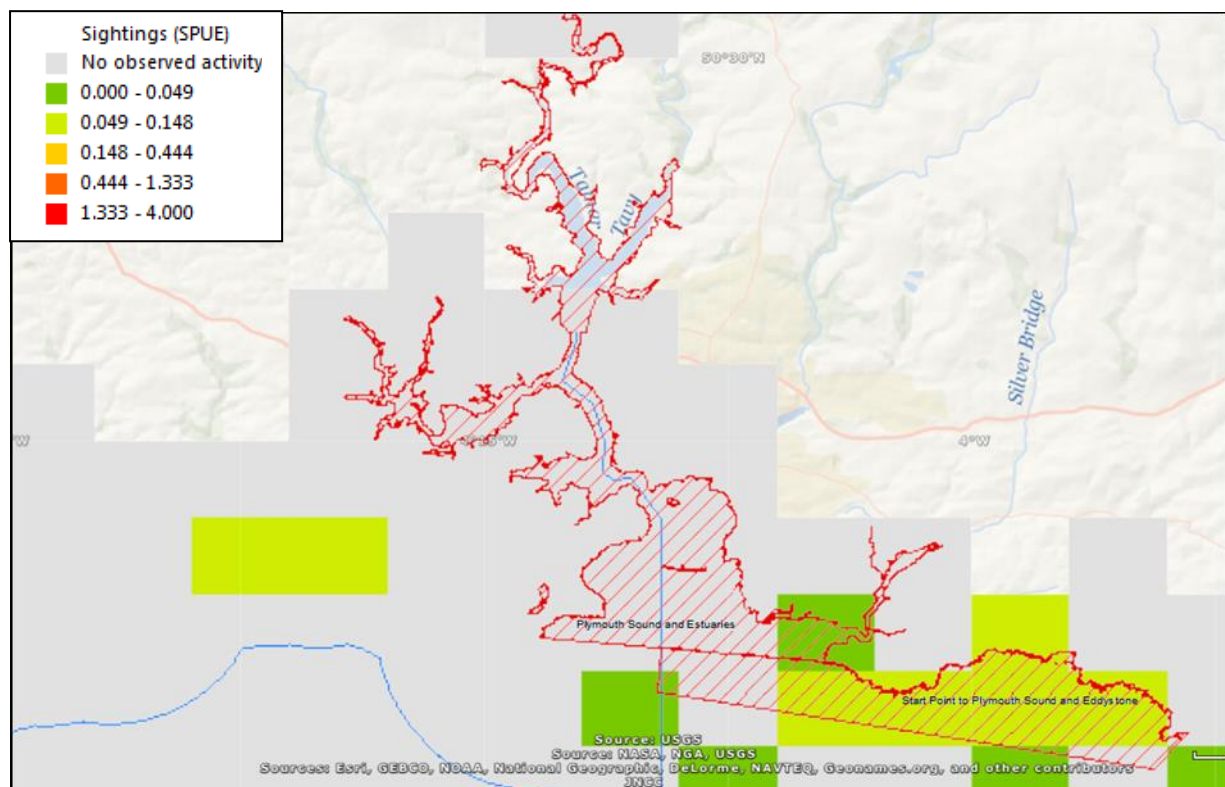 Sightings (SPUE)
No observed activity
0.000 - 0.049
0.049 - 0.148
0.148 - 0.444
0.444 - 1.333
1.333 - 4.000
50°30'N
Tamar
Tavy
Silver Bridge
°W
4°15'W
4°W
Plymouth Sound and Estuaries
Start Point to Plymouth Sound and Eddystone
Source: USGS
Source: NASA, NGA, USGS
Sources: Esri, GEBCO, NOAA, National Geographic, DeLorme, NAVTEQ, Geonames.org, and other contributors
JNCC